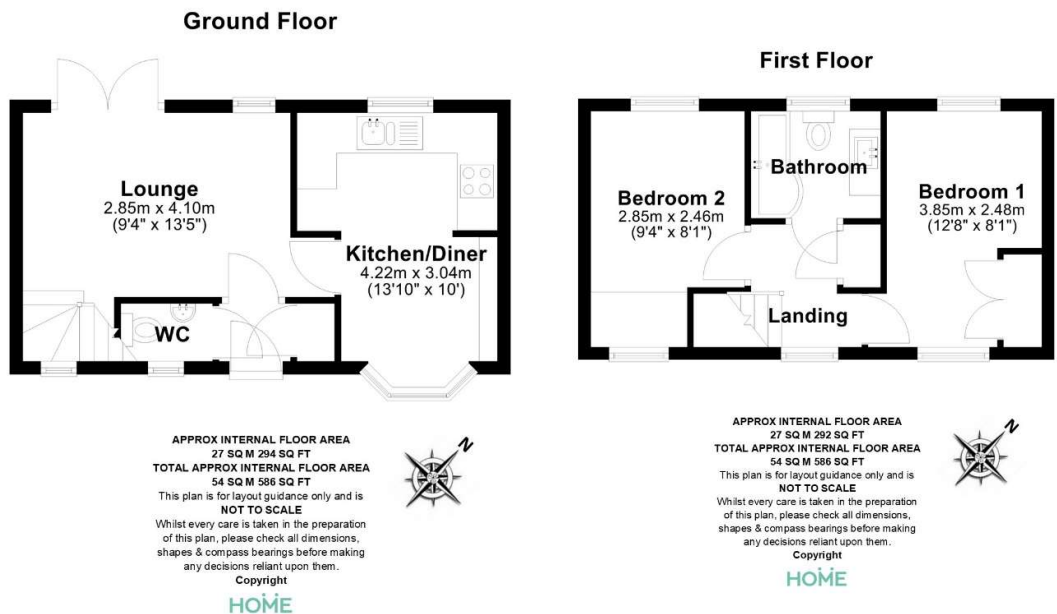 Ground Floor
Lounge
2.85m x 4.10m
(9'4" x 13'5")
Kitchen/Diner
4.22m x 3.04m
(13'10" x 10')
WC
APPROX INTERNAL FLOOR AREA
27 SQ M 294 SQ FT
TOTAL APPROX INTERNAL FLOOR AREA
54 SQ M 586 SQ FT
This plan is for layout guidance only and is
NOT TO SCALE
Whilst every care is taken in the preparation
of this plan, please check all dimensions,
shapes & compass bearings before making
any decisions reliant upon them.
Copyright
HOME
N
First Floor
Bedroom 2
2.85m x 2.46m
(9'4" x 8'1")
Bathroom
Bedroom 1
3.85m x 2.48m
(12'8" x 8'1")
Landing
APPROX INTERNAL FLOOR AREA
27 SQ M 292 SQ FT
TOTAL APPROX INTERNAL FLOOR AREA
54 SQ M 586 SQ FT
This plan is for layout guidance only and is
NOT TO SCALE
Whilst every care is taken in the preparation
of this plan, please check all dimensions,
shapes & compass bearings before making
any decisions reliant upon them.
Copyright
HOME
N